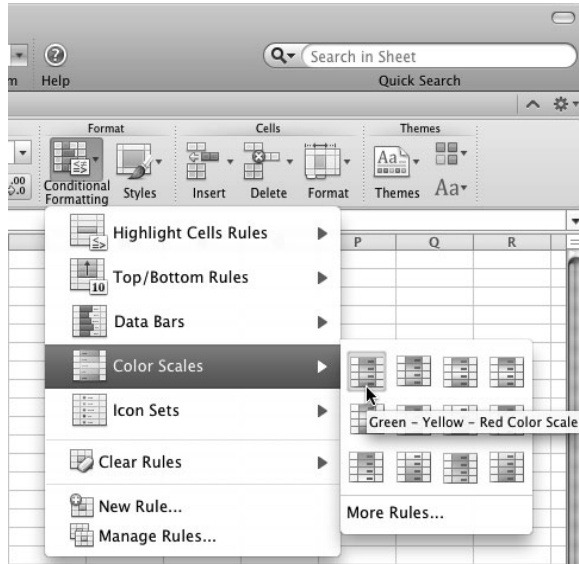 Search in Sheet
m Help
Quick Search
Format
Cells
Themes
.00
Conditional
Formatting
Styles
Insert
Delete
Format
Themes
Aa
Aa
Highlight Cells Rules
P Q R
10
Top/Bottom Rules
Data Bars
Color Scales
Icon Sets
Green - Yellow - Red Color Scale
Clear Rules
New Rule...
More Rules...
Manage Rules...